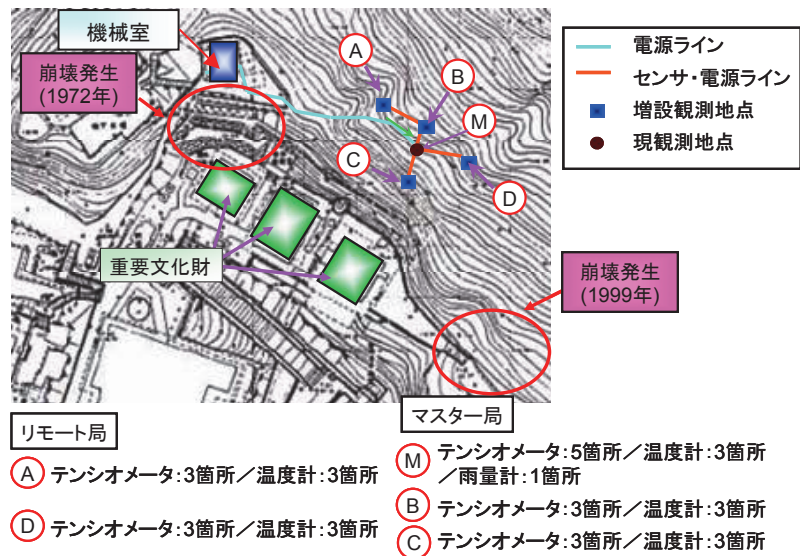 機械室
崩壊発生
(1972年)
A
B
M
C
D
電源ライン
センサ・電源ライン
増設観測地点
現観測地点
重要文化財
崩壊発生
(1999年)
リモート局
A テンシオメータ:3箇所／温度計:3箇所
D テンシオメータ:3箇所／温度計:3箇所
マスター局
M テンシオメータ:5箇所／温度計:3箇所
／雨量計:1箇所
B テンシオメータ:3箇所／温度計:3箇所
C テンシオメータ:3箇所／温度計:3箇所